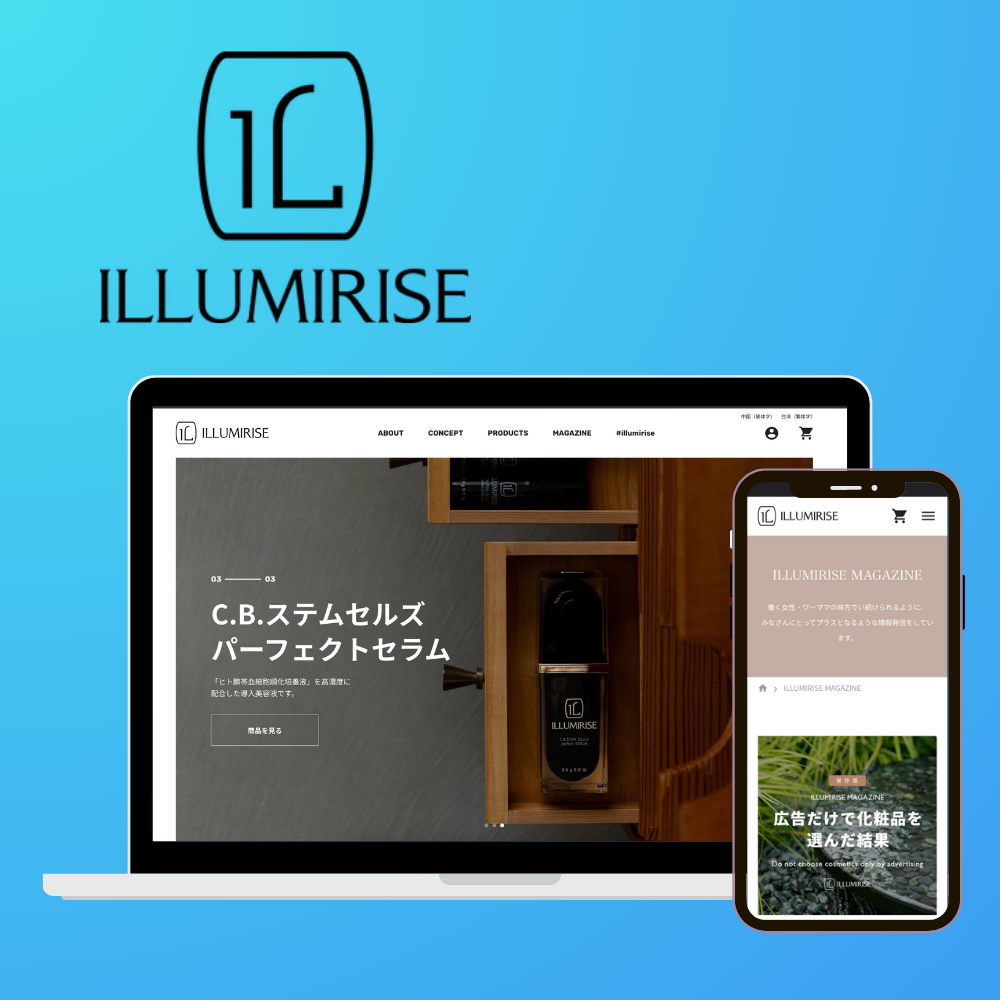 ILLUMIRISE
中国（簡体字） 台湾（繁体字）
ILLUMIRISE ABOUT CONCEPT PRODUCTS MAGAZINE #illumirise
03 03
C.B.ステムセルズ
パーフェクトセラム
「ヒト臍帯血細胞順化培養液」を高濃度に
配合した導入美容液です。
商品を見る
ILLUMIRISE
C.B.STEM CELLS
perfect SERUM
ILLUMIRISE
ILLUMIRISE MAGAZINE
働く女性・ワーママの味方でい続けられるように、
みなさんにとってプラスとなるような情報発信をしてい
ます。
ILLUMIRISE MAGAZINE
保存版
ILLUMIRISE MAGAZINE
広告だけで化粧品を
選んだ結果
Do not choose cosmetics only by advertising
ILLUMIRISE